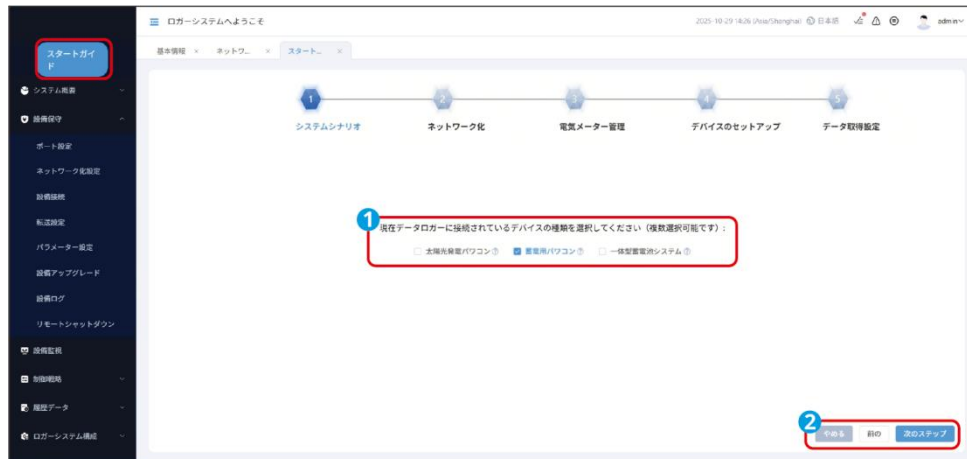 ロガーシステムへようこそ
2025-10-29 14:26 (Asia/Shanghai) 日本語 admin
基本情報 × ネットワ... × スタート... ×
スタートガイ
ド
システム概要
設備保守
ポート設定
ネットワーク化設定
設備接続
転送設定
パラメーター設定
設備アップグレード
設備ログ
リモートシャットダウン
設備監視
制御戦略
履歴データ
ロガーシステム構成
1 2 3 4 5
システムシナリオ ネットワーク化 電気メーター管理 デバイスのセットアップ データ取得設定
1
現在データロガーに接続されているデバイスの種類を選択してください（複数選択可能です）:
太陽光発電パワコン 蓄電用パワコン 一体型蓄電池システム
2
やめる 前の 次のステップ